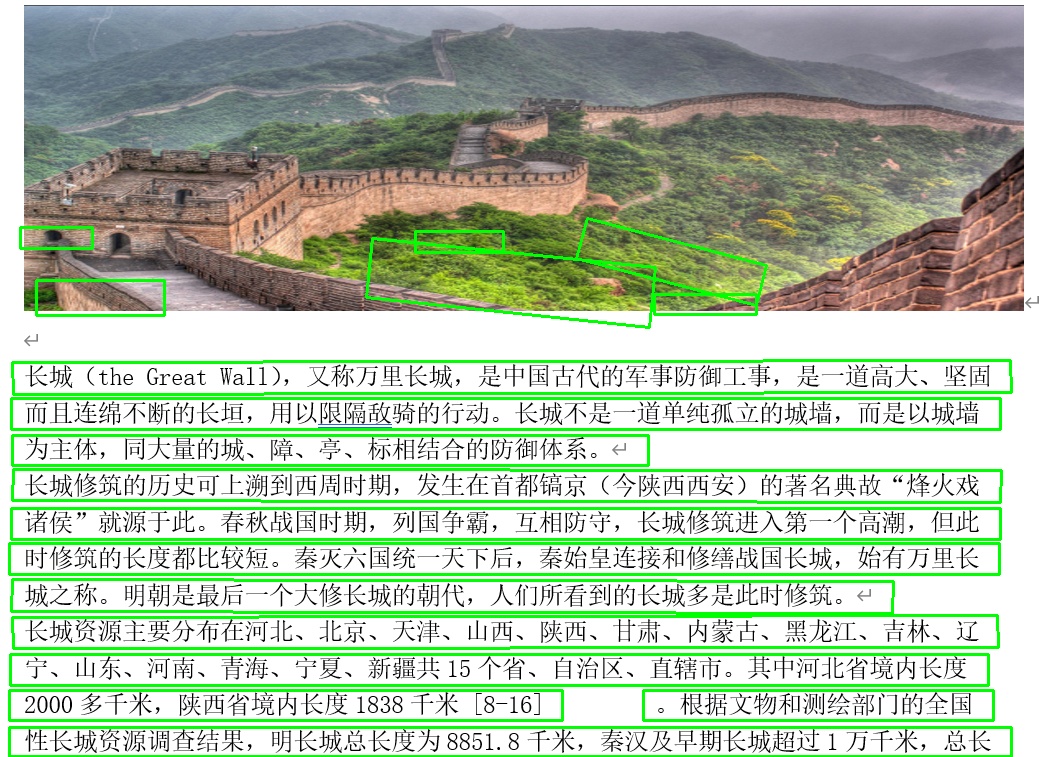 长城（the Great Wall），又称万里长城，是中国古代的军事防御工事，是一道高大、坚固
而且连绵不断的长垣，用以限隔敌骑的行动。长城不是一道单纯孤立的城墙，而是以城墙
为主体，同大量的城、障、亭、标相结合的防御体系。
长城修筑的历史可上溯到西周时期，发生在首都镐京（今陕西西安）的著名典故“烽火戏
诸侯”就源于此。春秋战国时期，列国争霸，互相防守，长城修筑进入第一个高潮，但此
时修筑的长度都比较短。秦灭六国统一天下后，秦始皇连接和修缮战国长城，始有万里长
城之称。明朝是最后一个大修长城的朝代，人们所看到的长城多是此时修筑。
长城资源主要分布在河北、北京、天津、山西、陕西、甘肃、内蒙古、黑龙江、吉林、辽
宁、山东、河南、青海、宁夏、新疆共 15 个省、自治区、直辖市。其中河北省境内长度
2000 多千米，陕西省境内长度 1838 千米 [8-16] 。根据文物和测绘部门的全国
性长城资源调查结果，明长城总长度为 8851.8 千米，秦汉及早期长城超过 1 万千米，总长